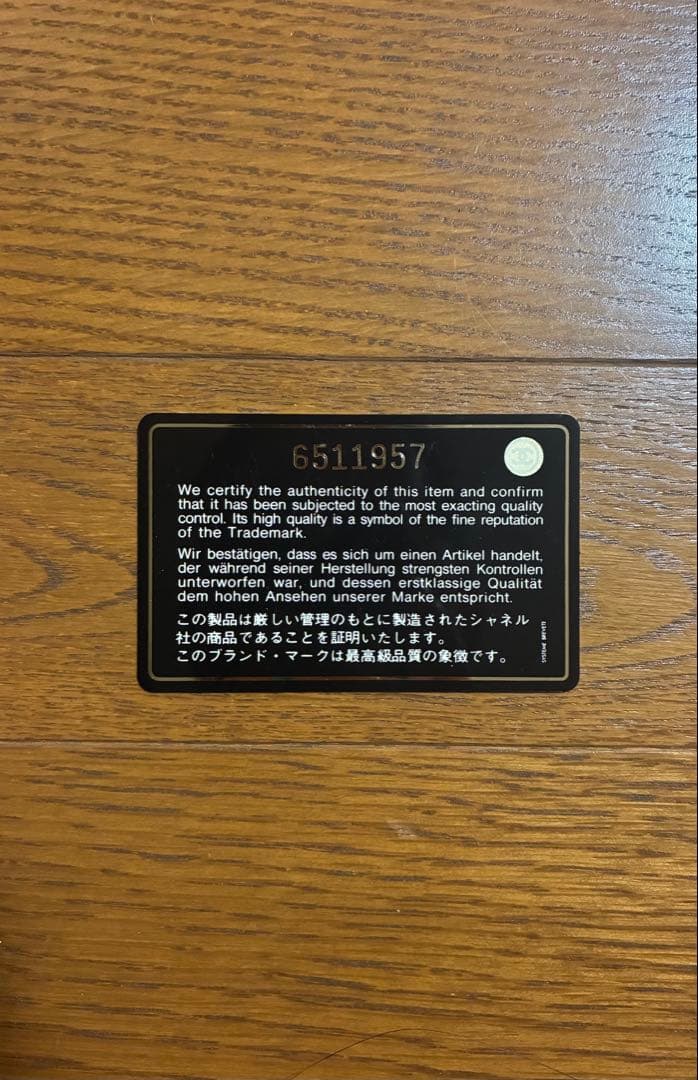 6511957
We certify the authenticity of this item and confirm
that it has been subjected to the most exacting quality
control. Its high quality is a symbol of the fine reputation
of the Trademark.
Wir bestätigen, dass es sich um einen Artikel handelt,
der während seiner Herstellung strengsten Kontrollen
unterworfen war, und dessen erstklassige Qualität
dem hohen Ansehen unserer Marke entspricht.
この製品は厳しい管理のもとに製造されたシャネル
社の商品であることを証明いたします。
このブランド・マークは最高級品質の象徴です。
SYSTEME BREVETE